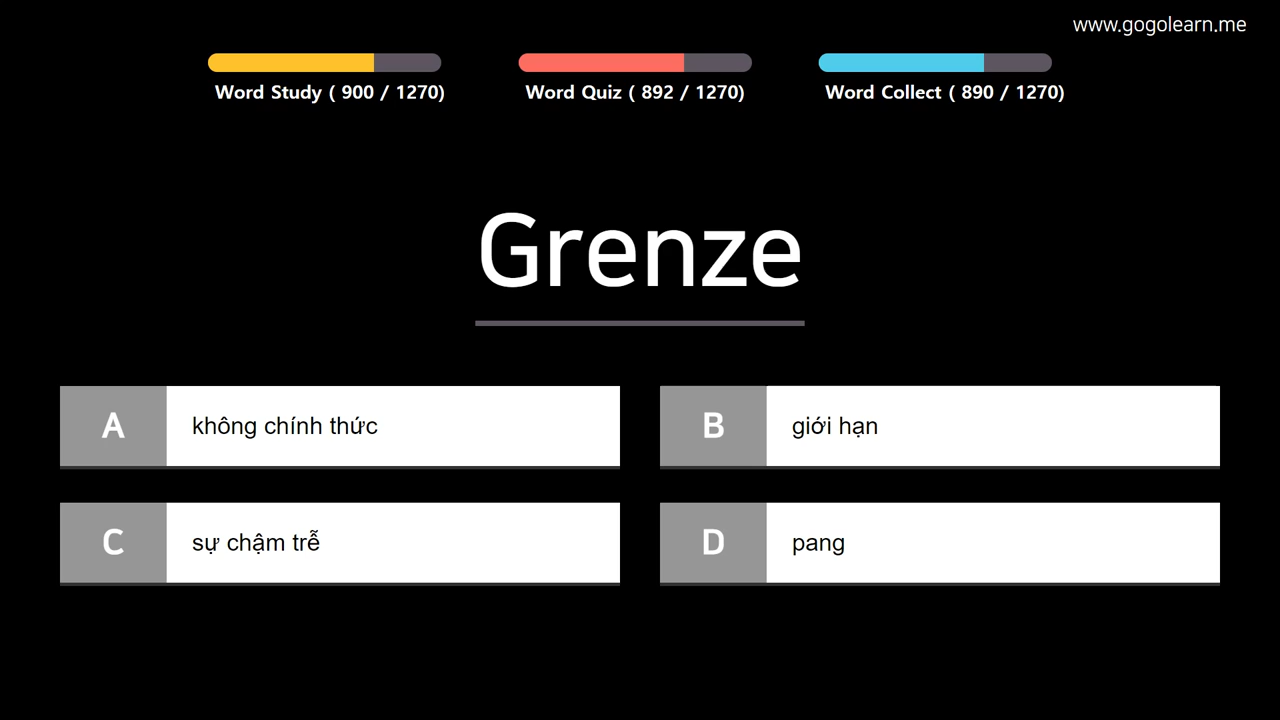 www.gogolearn.me
Word Study ( 900 / 1270)
Word Quiz ( 892 / 1270)
Word Collect ( 890 / 1270)
Grenze
A không chính thức
B giới hạn
C sự chậm trễ
D pang